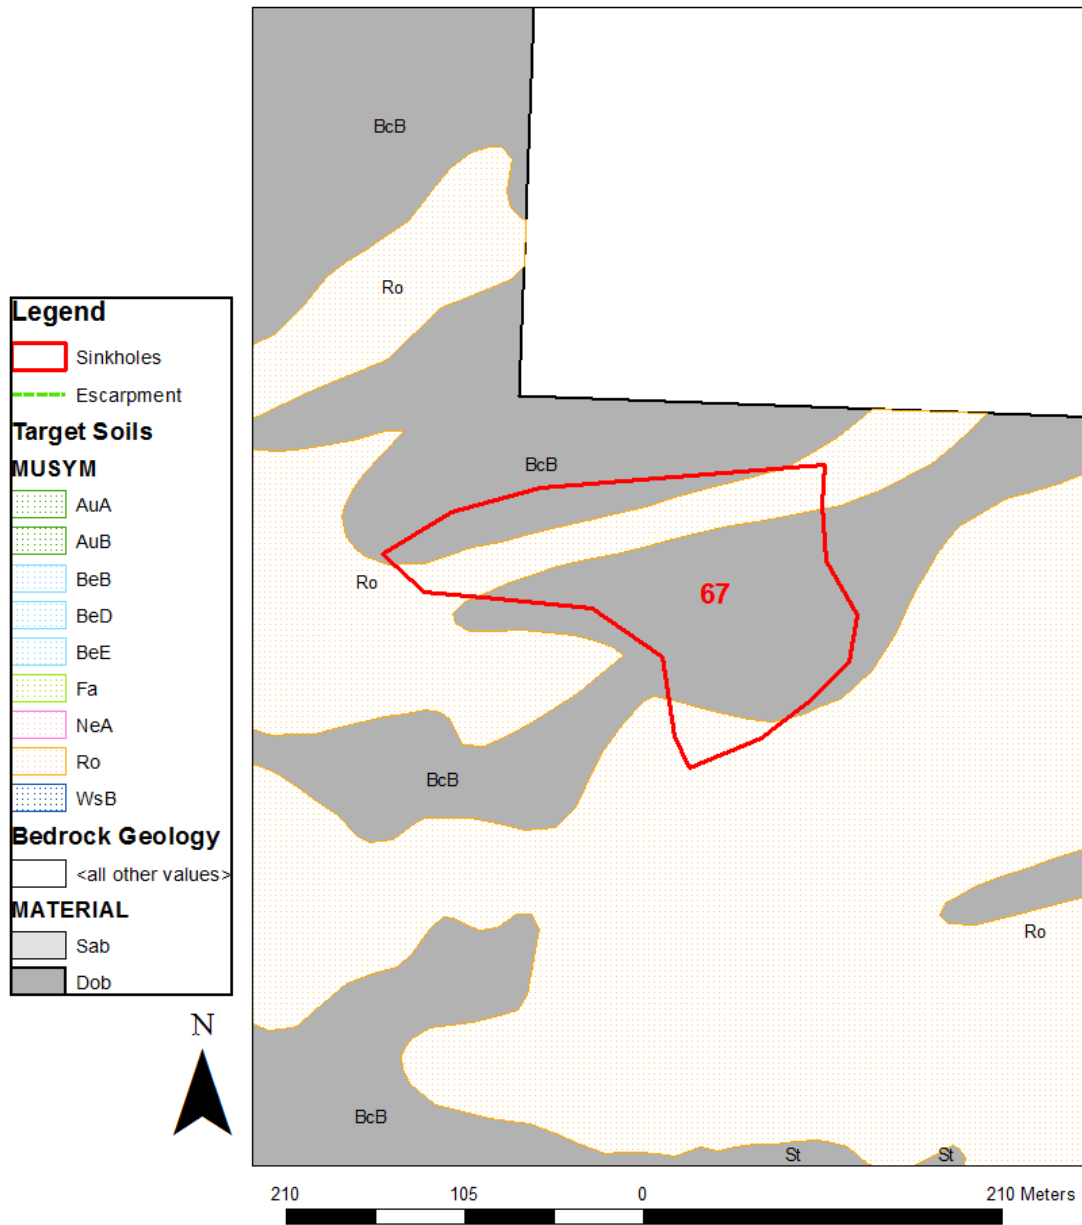 BcB
Ro
Legend
Sinkholes
Escarpment
Target Soils
MUSYM
AuA
AuB
BeB
BeD
BeE
Fa
NeA
Ro
WsB
Bedrock Geology
<all other values>
MATERIAL
Sab
Dob
N
BcB
Ro
67
BcB
Ro
BcB
St
St
210 105 0 210 Meters